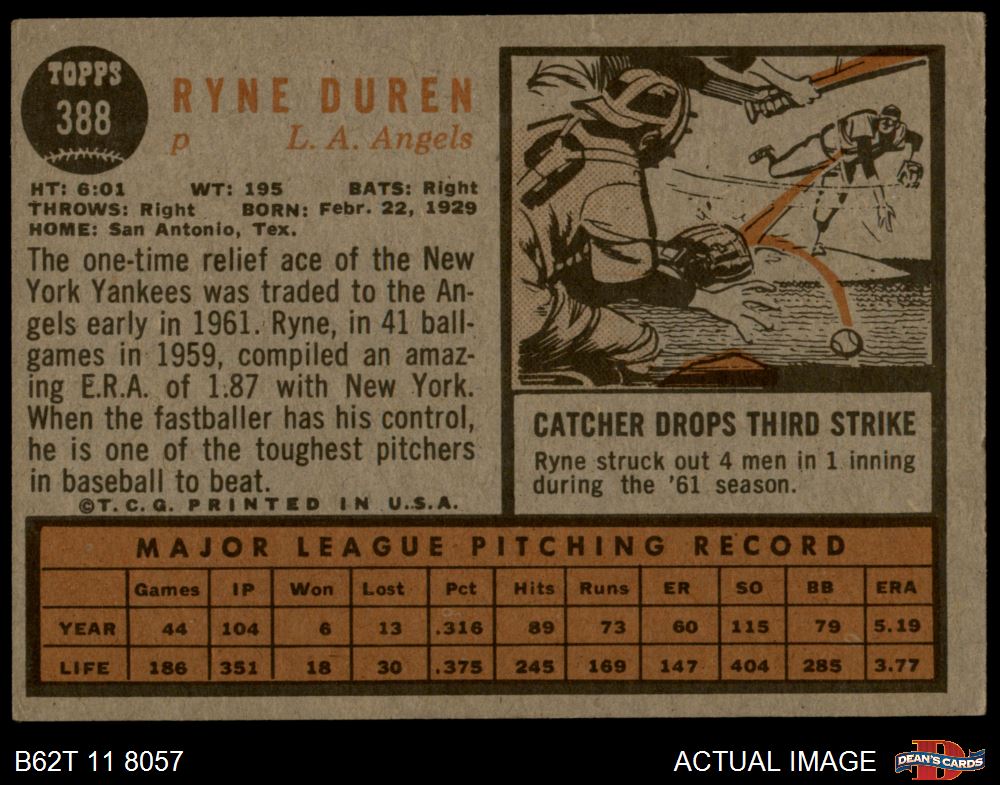 TOPPS
388
RYNE DUREN
p L. A. Angels
HT: 6:01 WT: 195 BATS: Right
THROWS: Right BORN: Febr. 22, 1929
HOME: San Antonio, Tex.
The one-time relief ace of the New
York Yankees was traded to the An-
gels early in 1961. Ryne, in 41 ball-
games in 1959, compiled an amaz-
ing E.R.A. of 1.87 with New York.
When the fastballer has his control,
he is one of the toughest pitchers
in baseball to beat.
©T. C. G. PRINTED IN U.S.A.
CATCHER DROPS THIRD STRIKE
Ryne struck out 4 men in 1 inning
during the '61 season.
MAJOR LEAGUE PITCHING RECORD
Games IP Won Lost Pct Hits Runs ER SO BB ERA
YEAR 44 104 6 13 .316 89 73 60 115 79 5.19
LIFE 186 351 18 30 .375 245 169 147 404 285 3.77
B62T 11 8057
ACTUAL IMAGE
D
DEAN'S CARDS